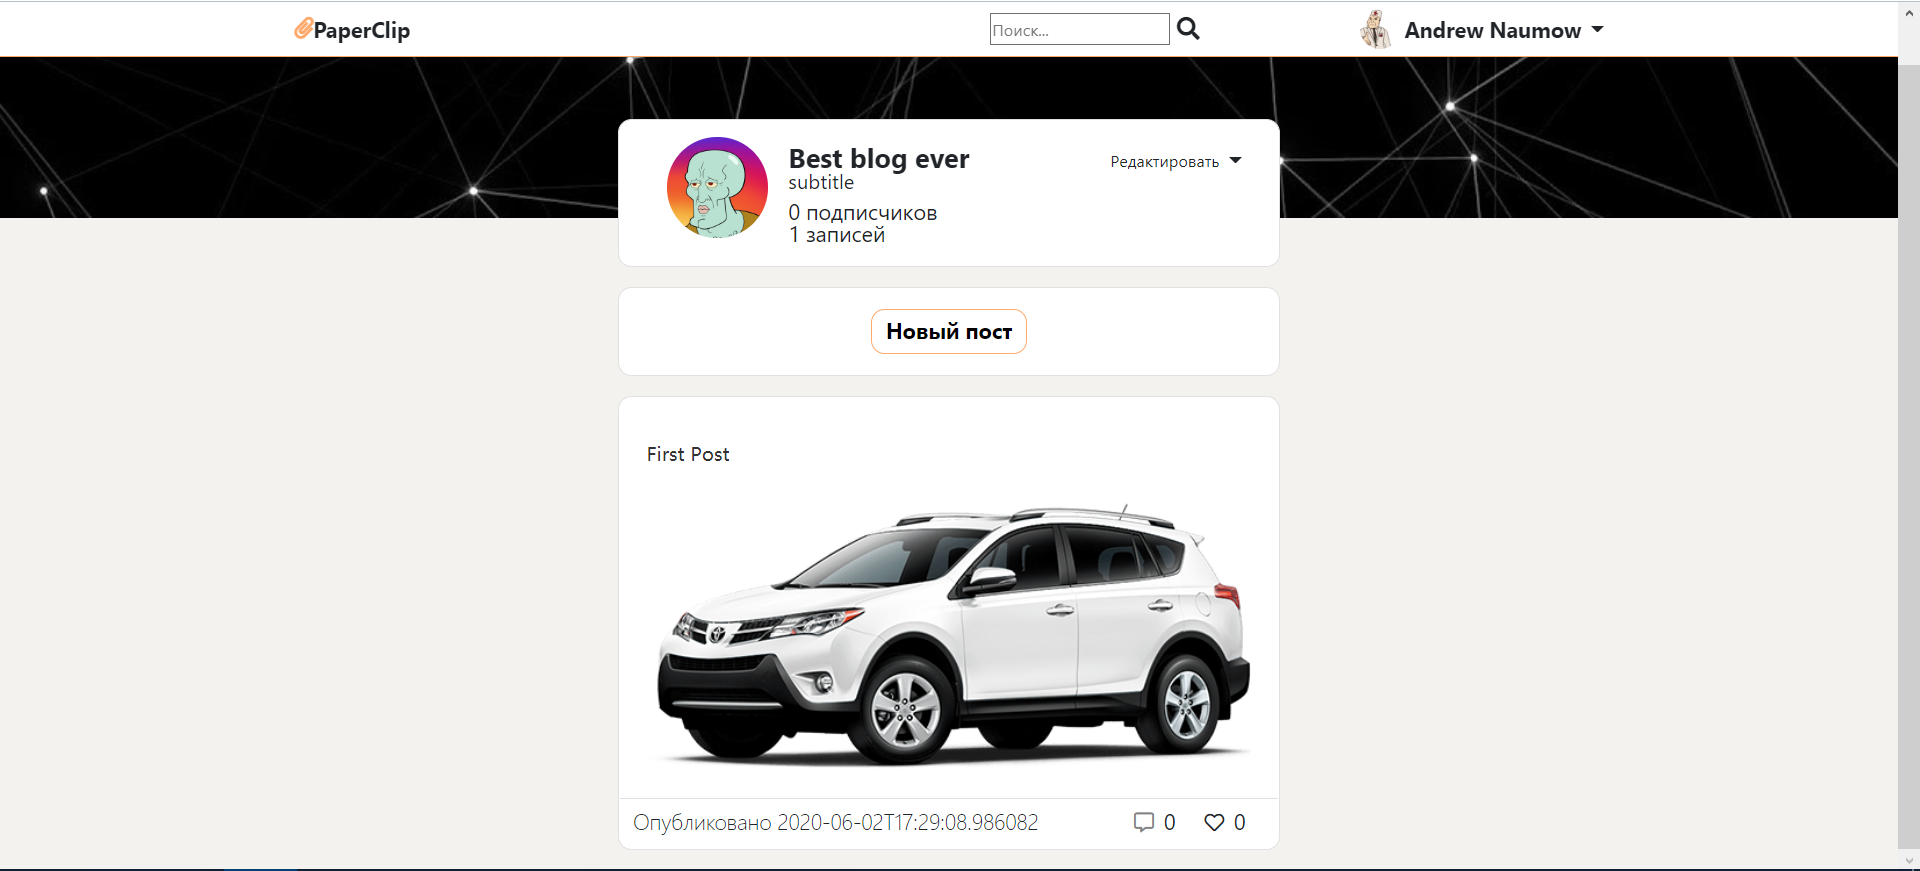 PaperClip
Поиск...
Andrew Naumow
Best blog ever
Редактировать
subtitle
0 подписчиков
1 записей
Новый пост
First Post
Опубликовано 2020-06-02T17:29:08.986082
0
0